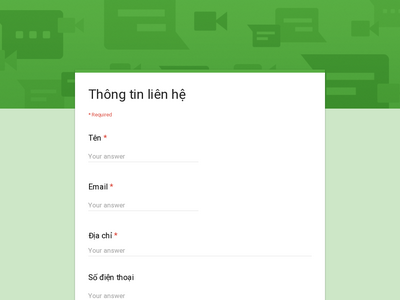 Thông tin liên hệ
* Required
Tên *
Your answer
Email *
Your answer
Địa chỉ *
Your answer
Số điện thoại
Your answer